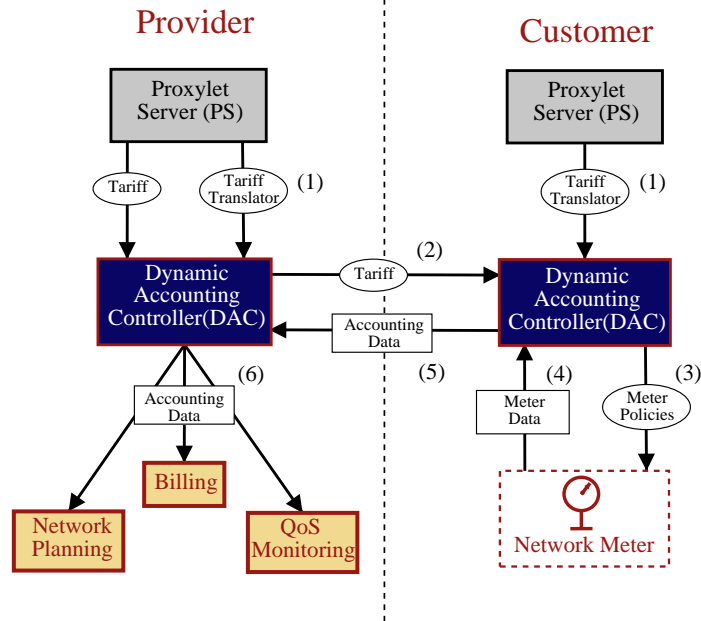 Provider
Customer
Proxylet
Server (PS)
Proxylet
Server (PS)
Tariff
Tariff
Translator
(1)
Tariff
Translator
(1)
Dynamic
Accounting
Controller(DAC)
(2)
Tariff
Dynamic
Accounting
Controller(DAC)
Accounting
Data
(5)
(6)
Accounting
Data
(4)
Meter
Data
(3)
Meter
Policies
Billing
Network
Planning
QoS
Monitoring
Network Meter